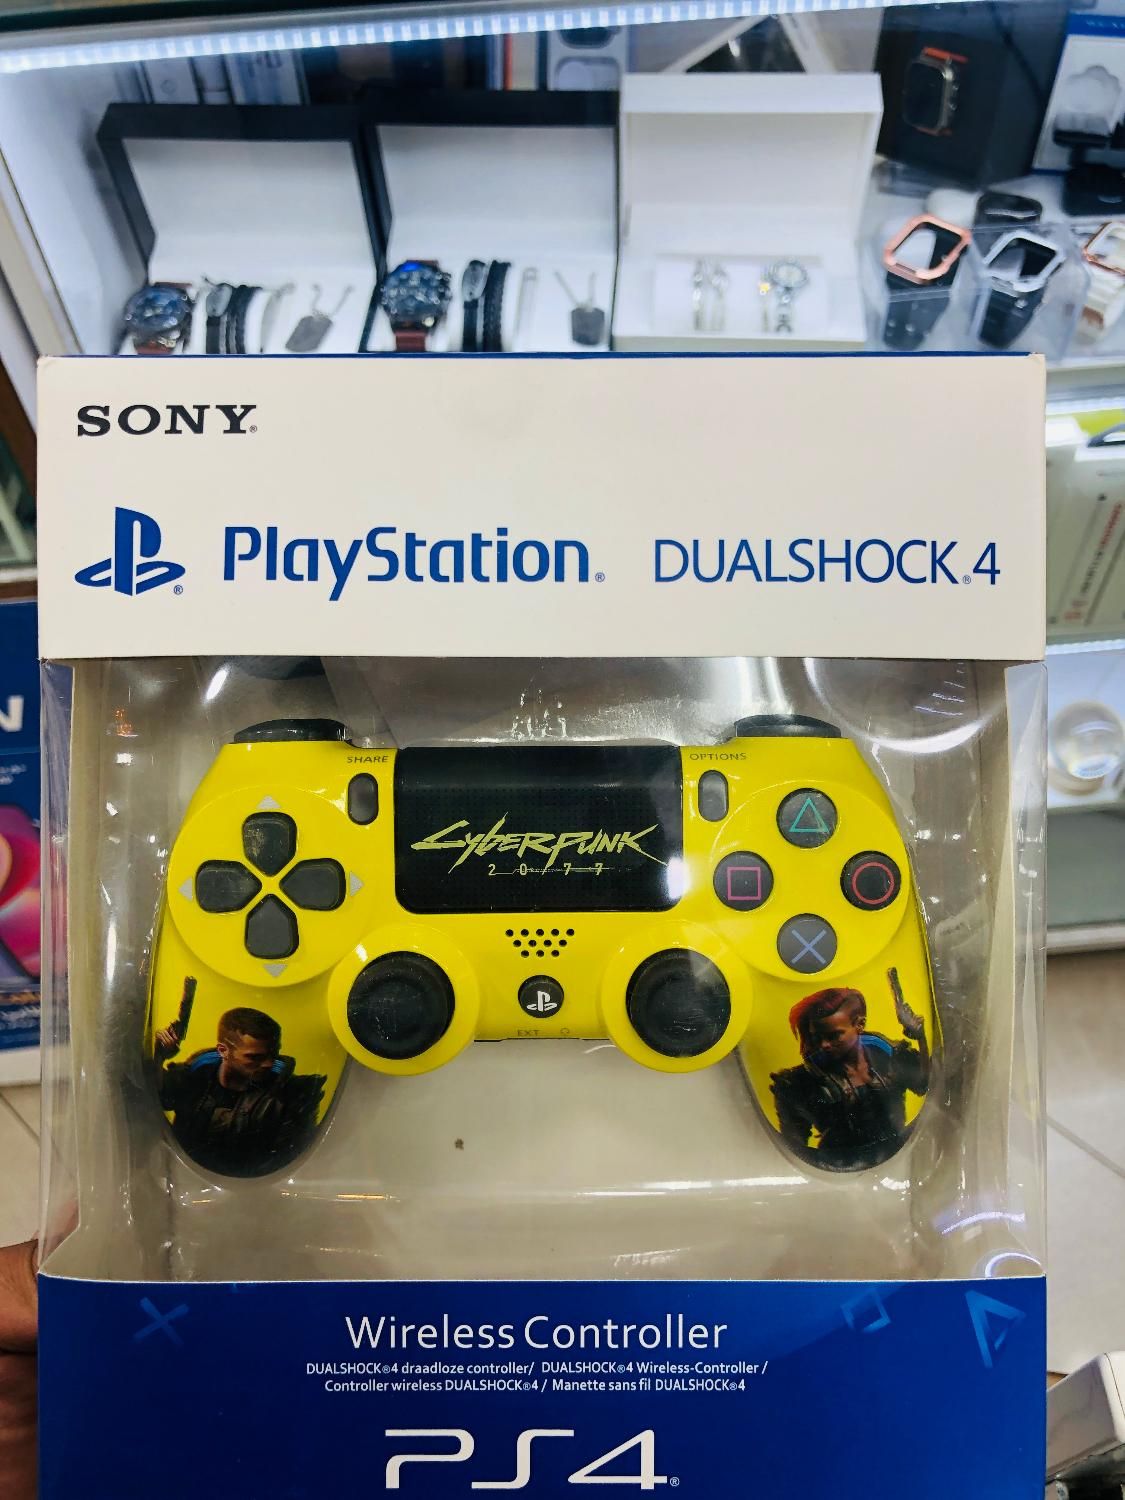 SONY®
PlayStation® DUALSHOCK®4
SHARE
OPTIONS
Cyberpunk
2077
EXT
Wireless Controller
DUALSHOCK®4 draadloze controller/ DUALSHOCK®4 Wireless-Controller /
Controller wireless DUALSHOCK®4 / Manette sans fil DUALSHOCK®4
PS4®